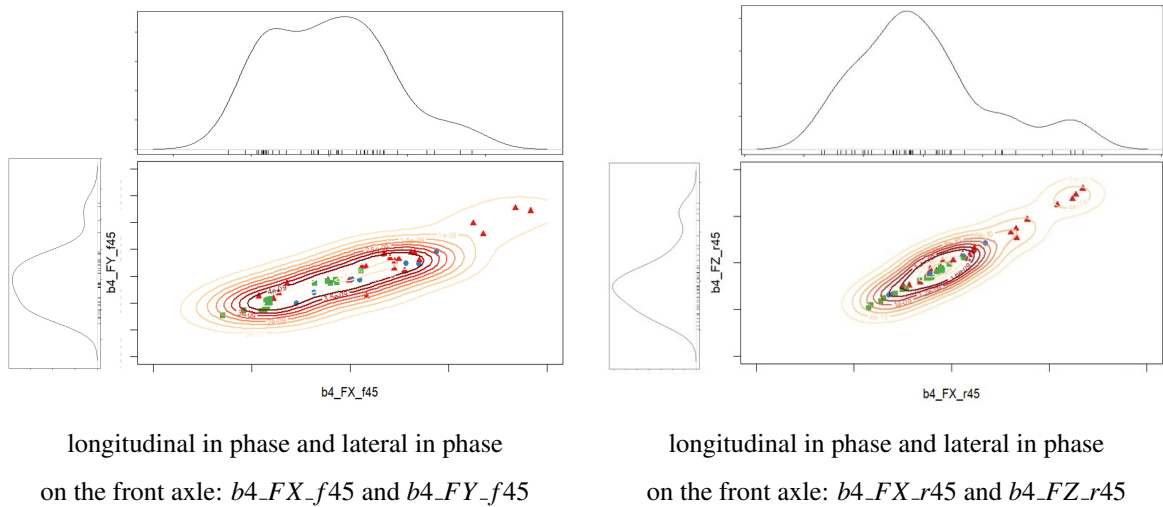 b4_FY_f45
b4_FX_f45
b4_FZ_r45
b4_FX_r45
longitudinal in phase and lateral in phase
on the front axle: b4_FX_f45 and b4_FY_f45
longitudinal in phase and lateral in phase
on the front axle: b4_FX_r45 and b4_FZ_r45